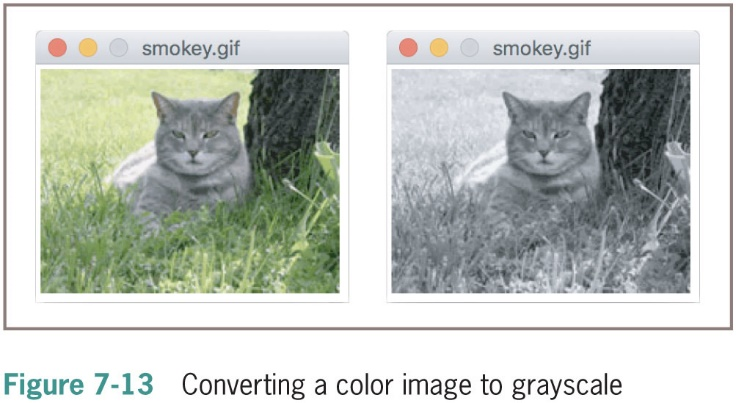 smokey.gif
smokey.gif
Figure 7-13 Converting a color image to grayscale